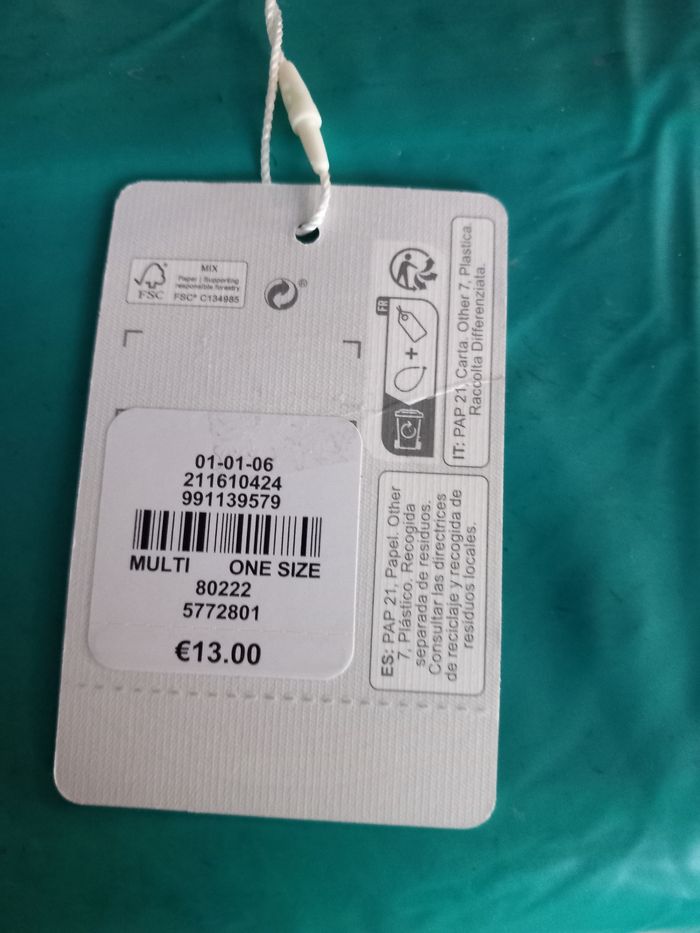 MIX
Paper | Supporting
responsible forestry
FSC
FSC® C134985
®
FR
+
IT: PAP 21, Carta. Other 7, Plastica.
Raccolta Differenziata.
01-01-06
211610424
991139579
MULTI ONE SIZE
80222
5772801
€13.00
ES: PAP 21, Papel. Other
7, Plástico. Recogida
separada de residuos.
Consultar las directrices
de reciclaje y recogida de
residuos locales.